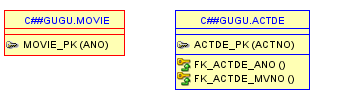 C##GUGU.MOVIE
MOVIE_PK (ANO)
C##GUGU.ACTDE
ACTDE_PK (ACTNO)
FK_ACTDE_ANO ()
FK_ACTDE_MVNO ()